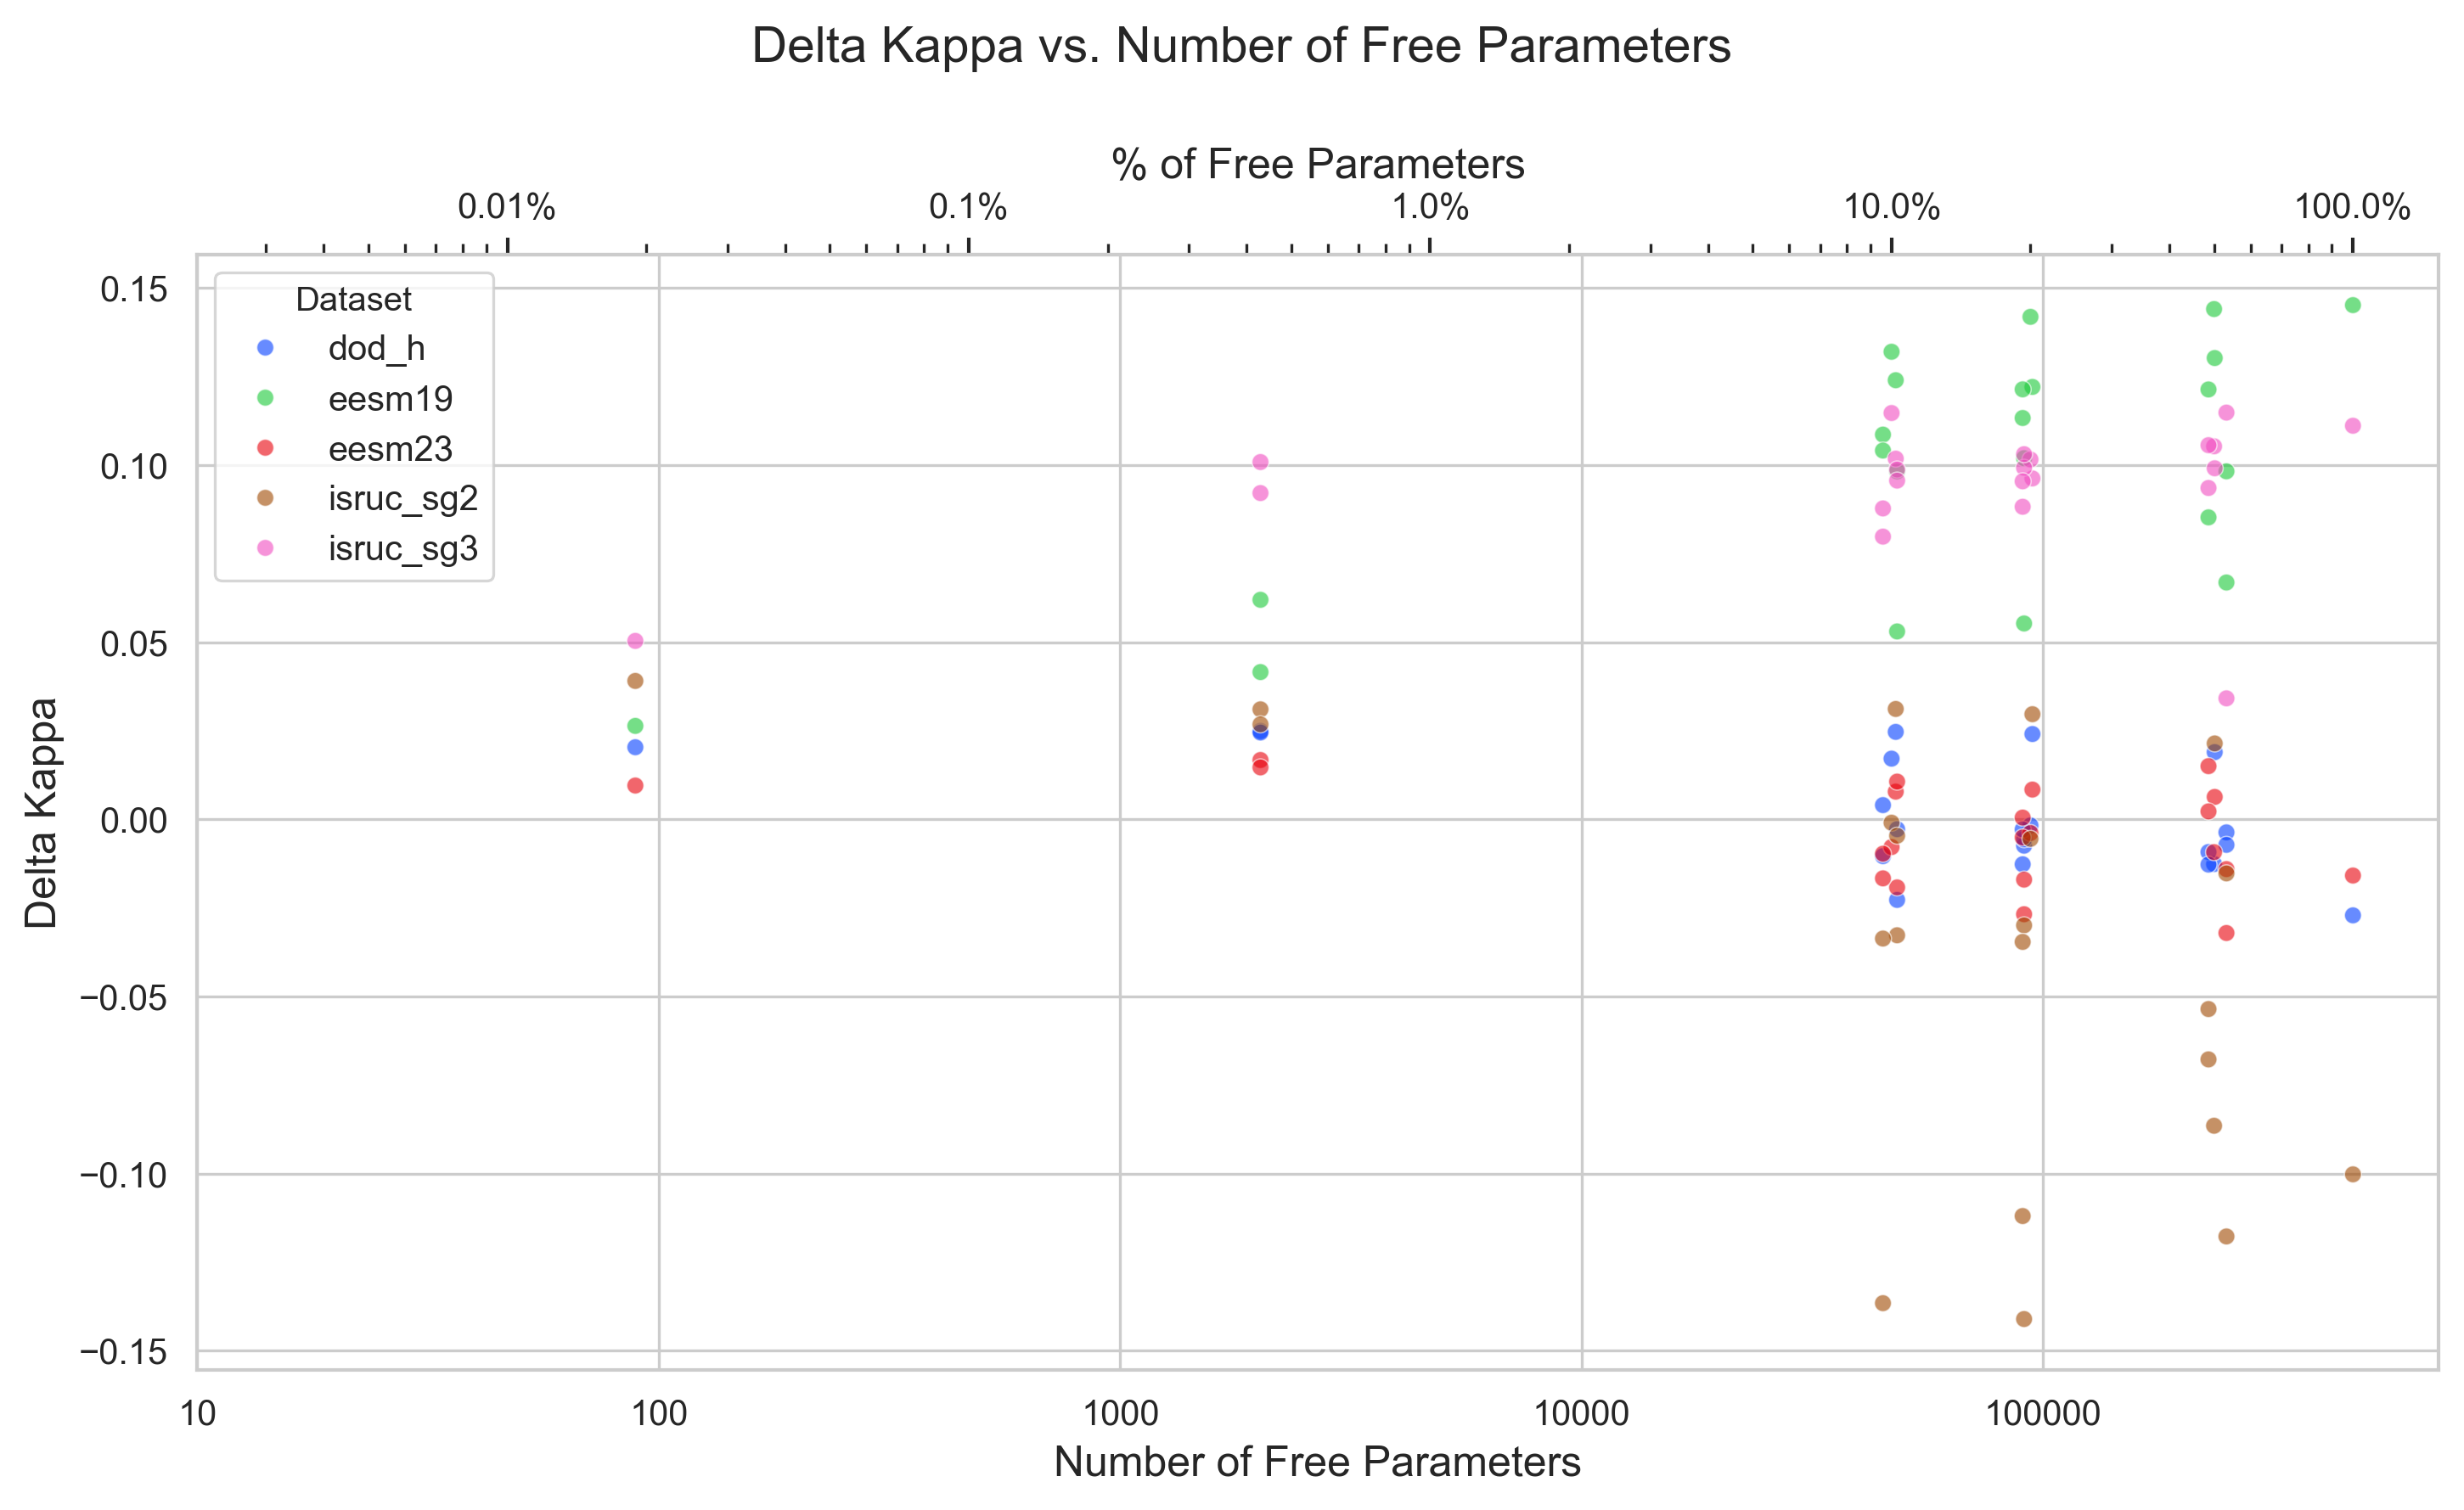 Delta Kappa vs. Number of Free Parameters
% of Free Parameters
0.01% 0.1% 1.0% 10.0% 100.0%
Dataset
dod_h
eesm19
eesm23
isruc_sg2
isruc_sg3
Delta Kappa
0.15
0.10
0.05
0.00
−0.05
−0.10
−0.15
10 100 1000 10000 100000
Number of Free Parameters